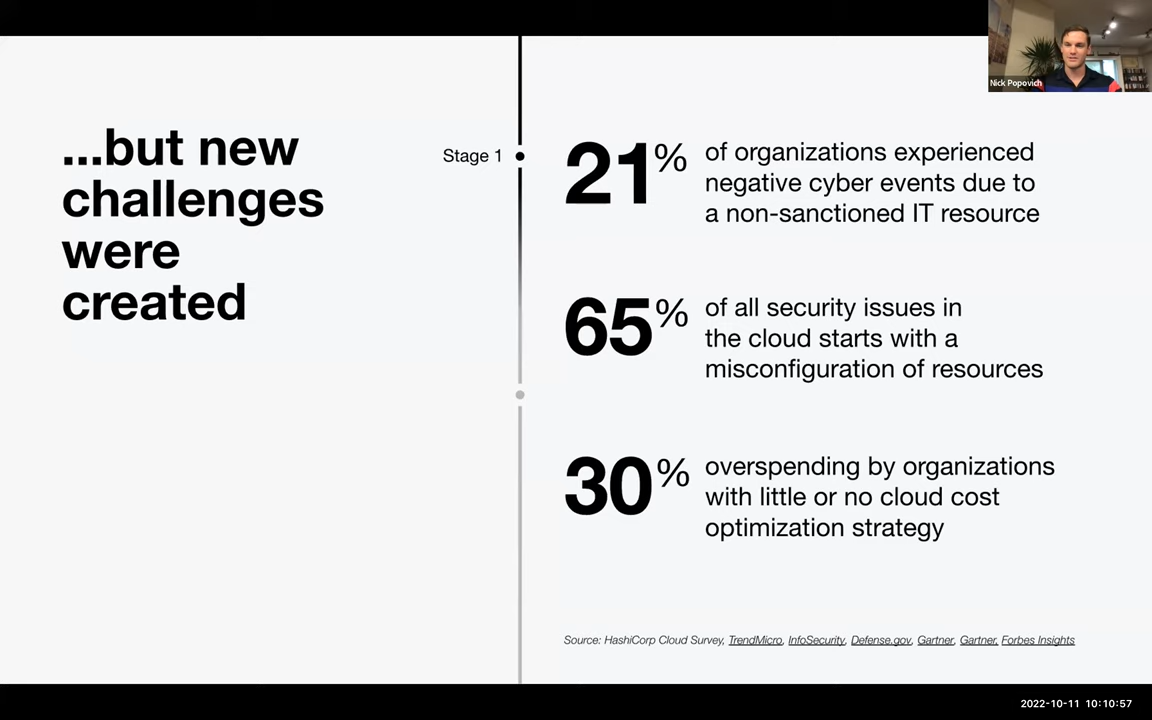 Nick Popovich
...but new
challenges
were
created
Stage 1
21%
of organizations experienced
negative cyber events due to
a non-sanctioned IT resource
65%
of all security issues in
the cloud starts with a
misconfiguration of resources
30%
overspending by organizations
with little or no cloud cost
optimization strategy
Source: HashiCorp Cloud Survey, TrendMicro, InfoSecurity, Defense.gov, Gartner, Gartner, Forbes Insights
2022-10-11 10:10:57